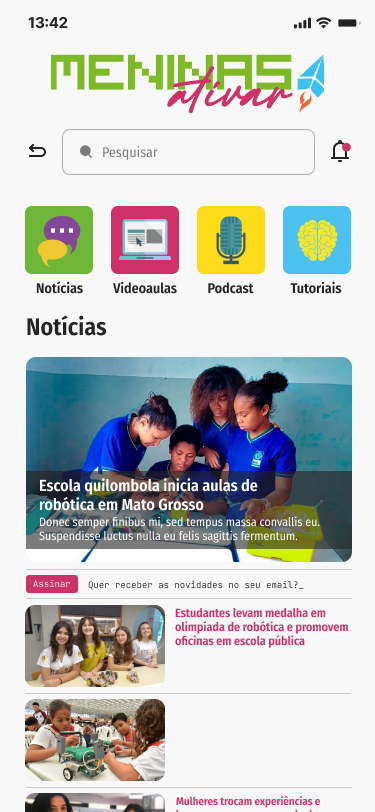 13:42
MENINAS
ativar
Pesquisar
Notícias
Videoaulas
Podcast
Tutoriais
Notícias
Escola quilombola inicia aulas de
robótica em Mato Grosso
Donec semper finibus mi, sed tempus massa convallis eu.
Suspendisse luctus nulla eu felis sagittis fermentum.
Assinar
Quer receber as novidades no seu email?_
Estudantes levam medalha em
olimpíada de robótica e promovem
oficinas em escola pública
Mulheres trocam experiências e